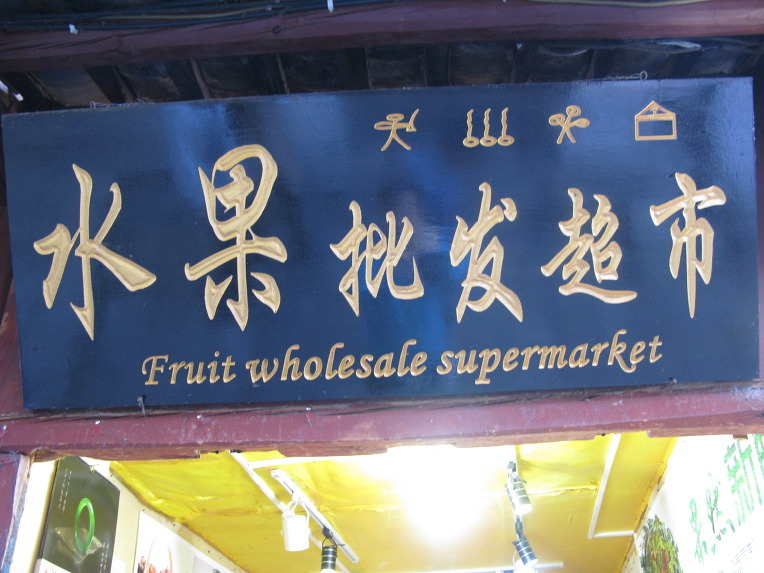 水果批发超市
Fruit wholesale supermarket